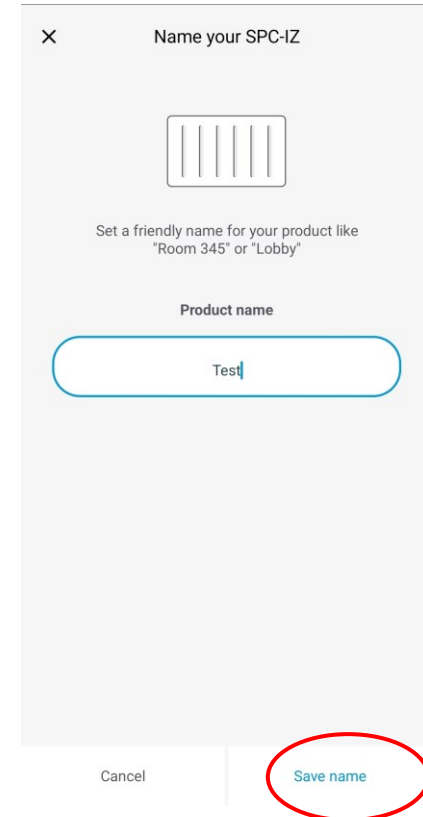 Name your SPC-IZ
Set a friendly name for your product like
"Room 345" or "Lobby"
Product name
Test
Cancel
Save name